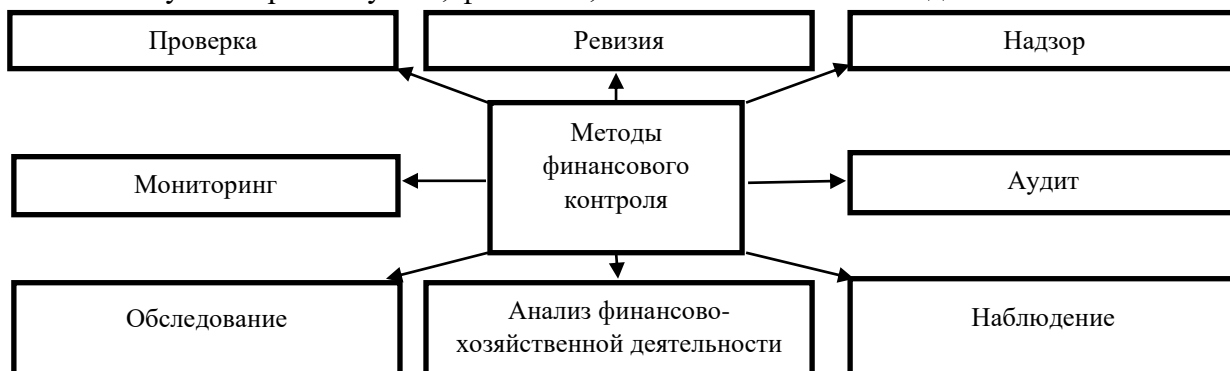 Проверка
Ревизия
Надзор
Методы
финансового
контроля
Мониторинг
Аудит
Обследование
Анализ финансово-
хозяйственной деятельности
Наблюдение